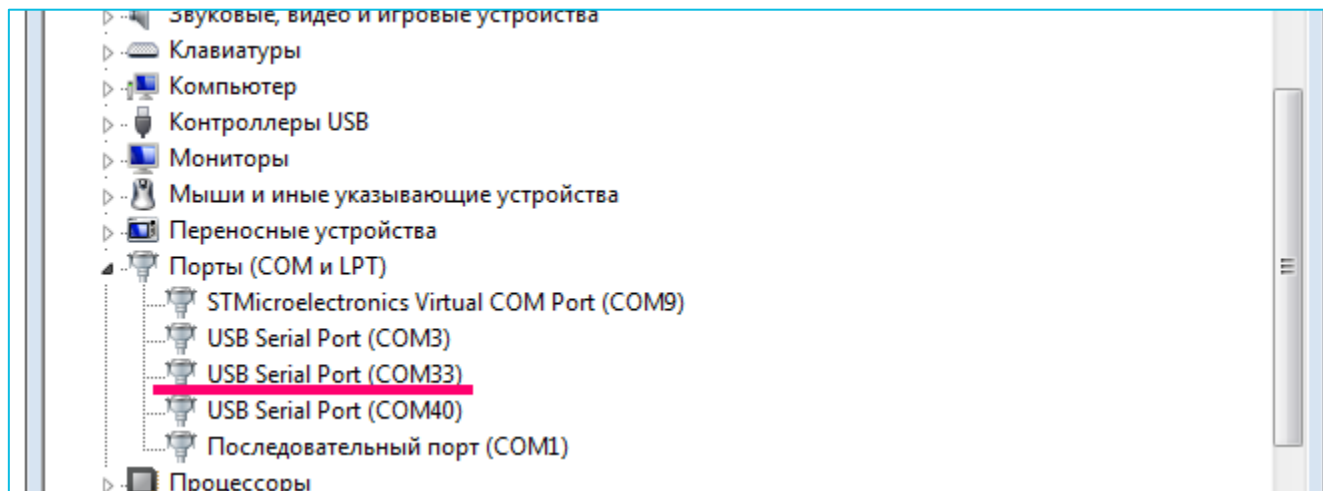 Звуковые, видео и игровые устройства
Клавиатуры
Компьютер
Контроллеры USB
Мониторы
Мыши и иные указывающие устройства
Переносные устройства
Порты (COM и LPT)
STMicroelectronics Virtual COM Port (COM9)
USB Serial Port (COM3)
USB Serial Port (COM33)
USB Serial Port (COM40)
Последовательный порт (COM1)
Процессоры